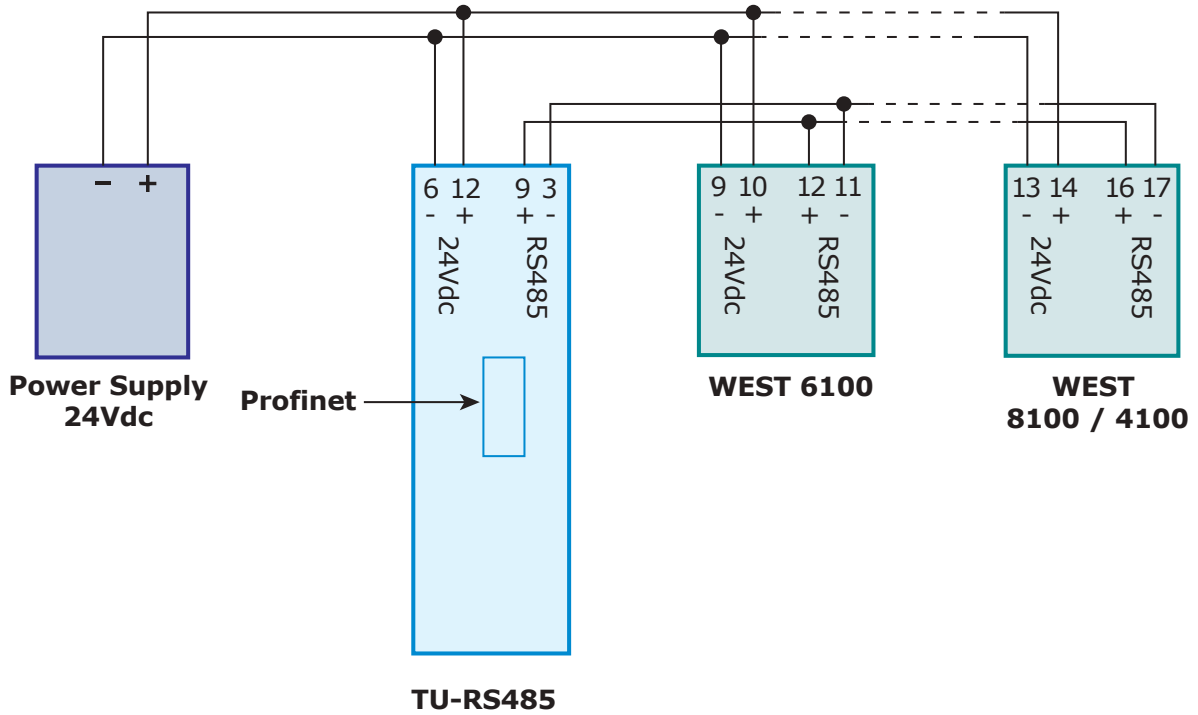 − +
6 12 9 3
- + + -
24Vdc
RS485
9 10 12 11
- + + -
24Vdc
RS485
13 14 16 17
- + + -
24Vdc
RS485
Power Supply
24Vdc
Profinet
WEST 6100
WEST
8100 / 4100
TU-RS485